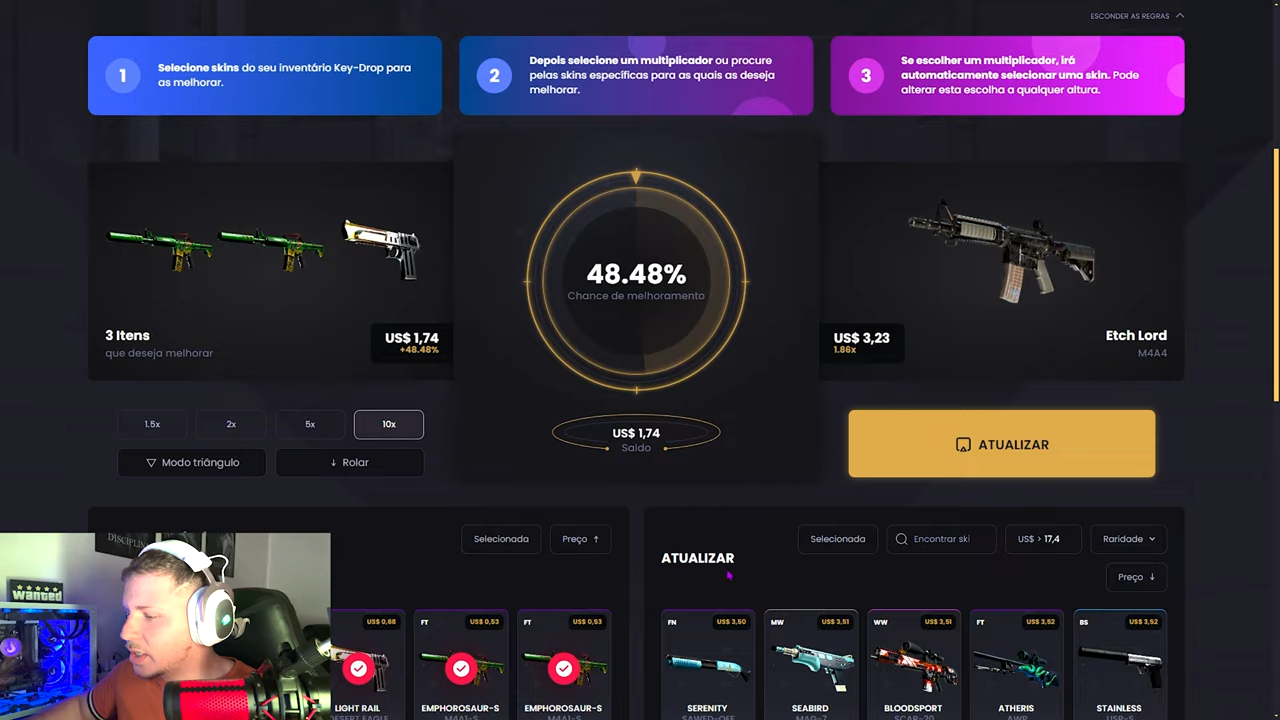 ESCONDER AS REGRAS
1
Selecione skins do seu inventário Key-Drop para
as melhorar.
2
Depois selecione um multiplicador ou procure
pelas skins específicas para as quais as deseja
melhorar.
3
Se escolher um multiplicador, irá
automaticamente selecionar uma skin. Pode
alterar esta escolha a qualquer altura.
3 Itens
que deseja melhorar
US$ 1,74
+48.48%
48.48%
Chance de melhoramento
US$ 3,23
1.86x
Etch Lord
M4A4
1.5x
2x
5x
10x
Modo triângulo
Rolar
US$ 1,74
Saldo
ATUALIZAR
Selecionada
Preço
ATUALIZAR
Selecionada
Encontrar ski
US$ > 17,4
Raridade
Preço
US$ 0,68
LIGHT RAIL
DESERT EAGLE
FT
US$ 0,53
EMPHOROSAUR-S
M4A1-S
FT
US$ 0,53
EMPHOROSAUR-S
M4A1-S
FN
US$ 3,50
SERENITY
SAWED-OFF
MW
US$ 3,51
SEABIRD
MAG-7
WW
US$ 3,51
BLOODSPORT
SCAR-20
FT
US$ 3,52
ATHERIS
AWP
BS
US$ 3,52
STAINLESS
USP-S
DISCIPLINE
wanted